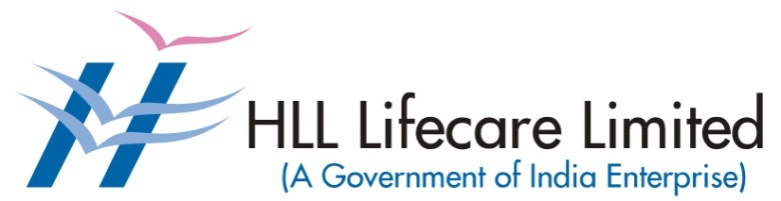 HLL Lifecare Limited
(A Government of India Enterprise)